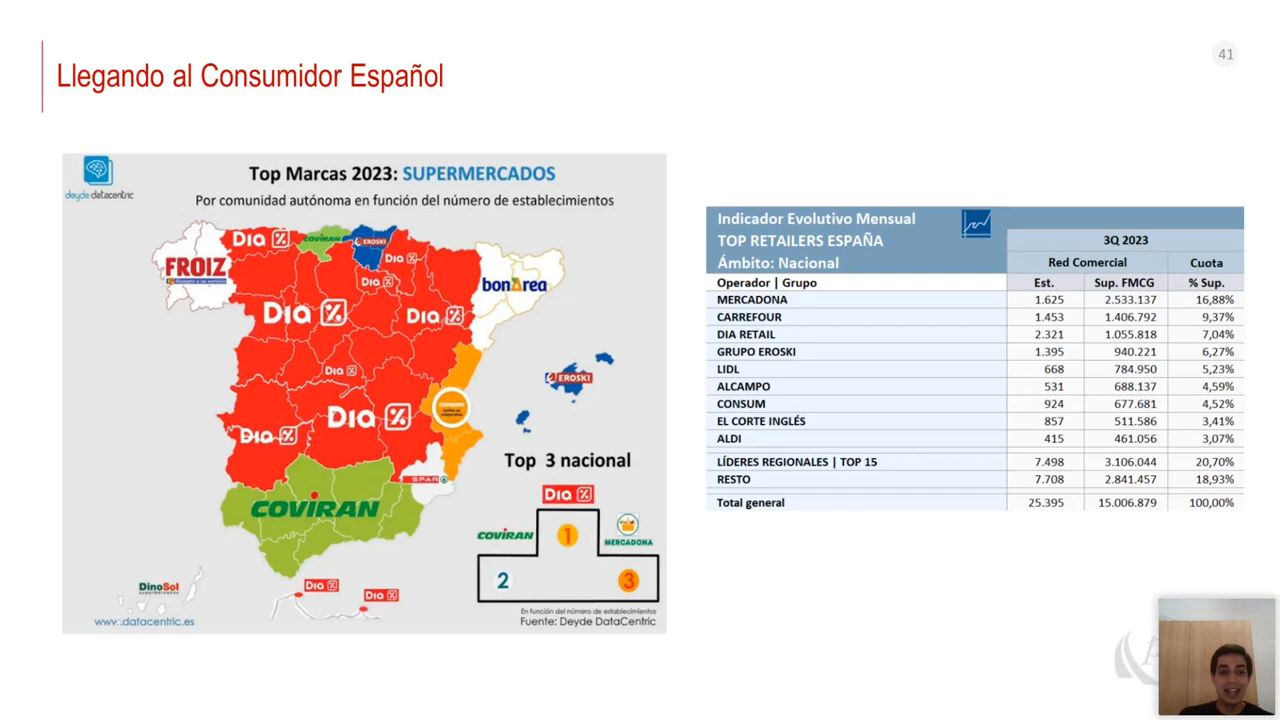 41
Llegando al Consumidor Español
deyde datacentric
Top Marcas 2023: SUPERMERCADOS
Por comunidad autónoma en función del número de establecimientos
FROIZ
DIA %
COVIRAN
EROSKI
DIA %
DIA %
bonÀrea
DIA %
DIA %
EROSKI
DIA %
DIA %
consum
DIA %
SPAR
COVIRAN
Top 3 nacional
DIA %
COVIRAN
1
MERCADONA
2
3
DinoSol
supermercados
DIA %
DIA %
www.datacentric.es
En función del número de establecimientos
Fuente: Deyde DataCentric
Indicador Evolutivo Mensual
TOP RETAILERS ESPAÑA
Ámbito: Nacional
3Q 2023
Red Comercial Cuota
Operador | Grupo Est. Sup. FMCG % Sup.
MERCADONA 1.625 2.533.137 16,88%
CARREFOUR 1.453 1.406.792 9,37%
DIA RETAIL 2.321 1.055.818 7,04%
GRUPO EROSKI 1.395 940.221 6,27%
LIDL 668 784.950 5,23%
ALCAMPO 531 688.137 4,59%
CONSUM 924 677.681 4,52%
EL CORTE INGLÉS 857 511.586 3,41%
ALDI 415 461.056 3,07%
LÍDERES REGIONALES | TOP 15 7.498 3.106.044 20,70%
RESTO 7.708 2.841.457 18,93%
Total general 25.395 15.006.879 100,00%